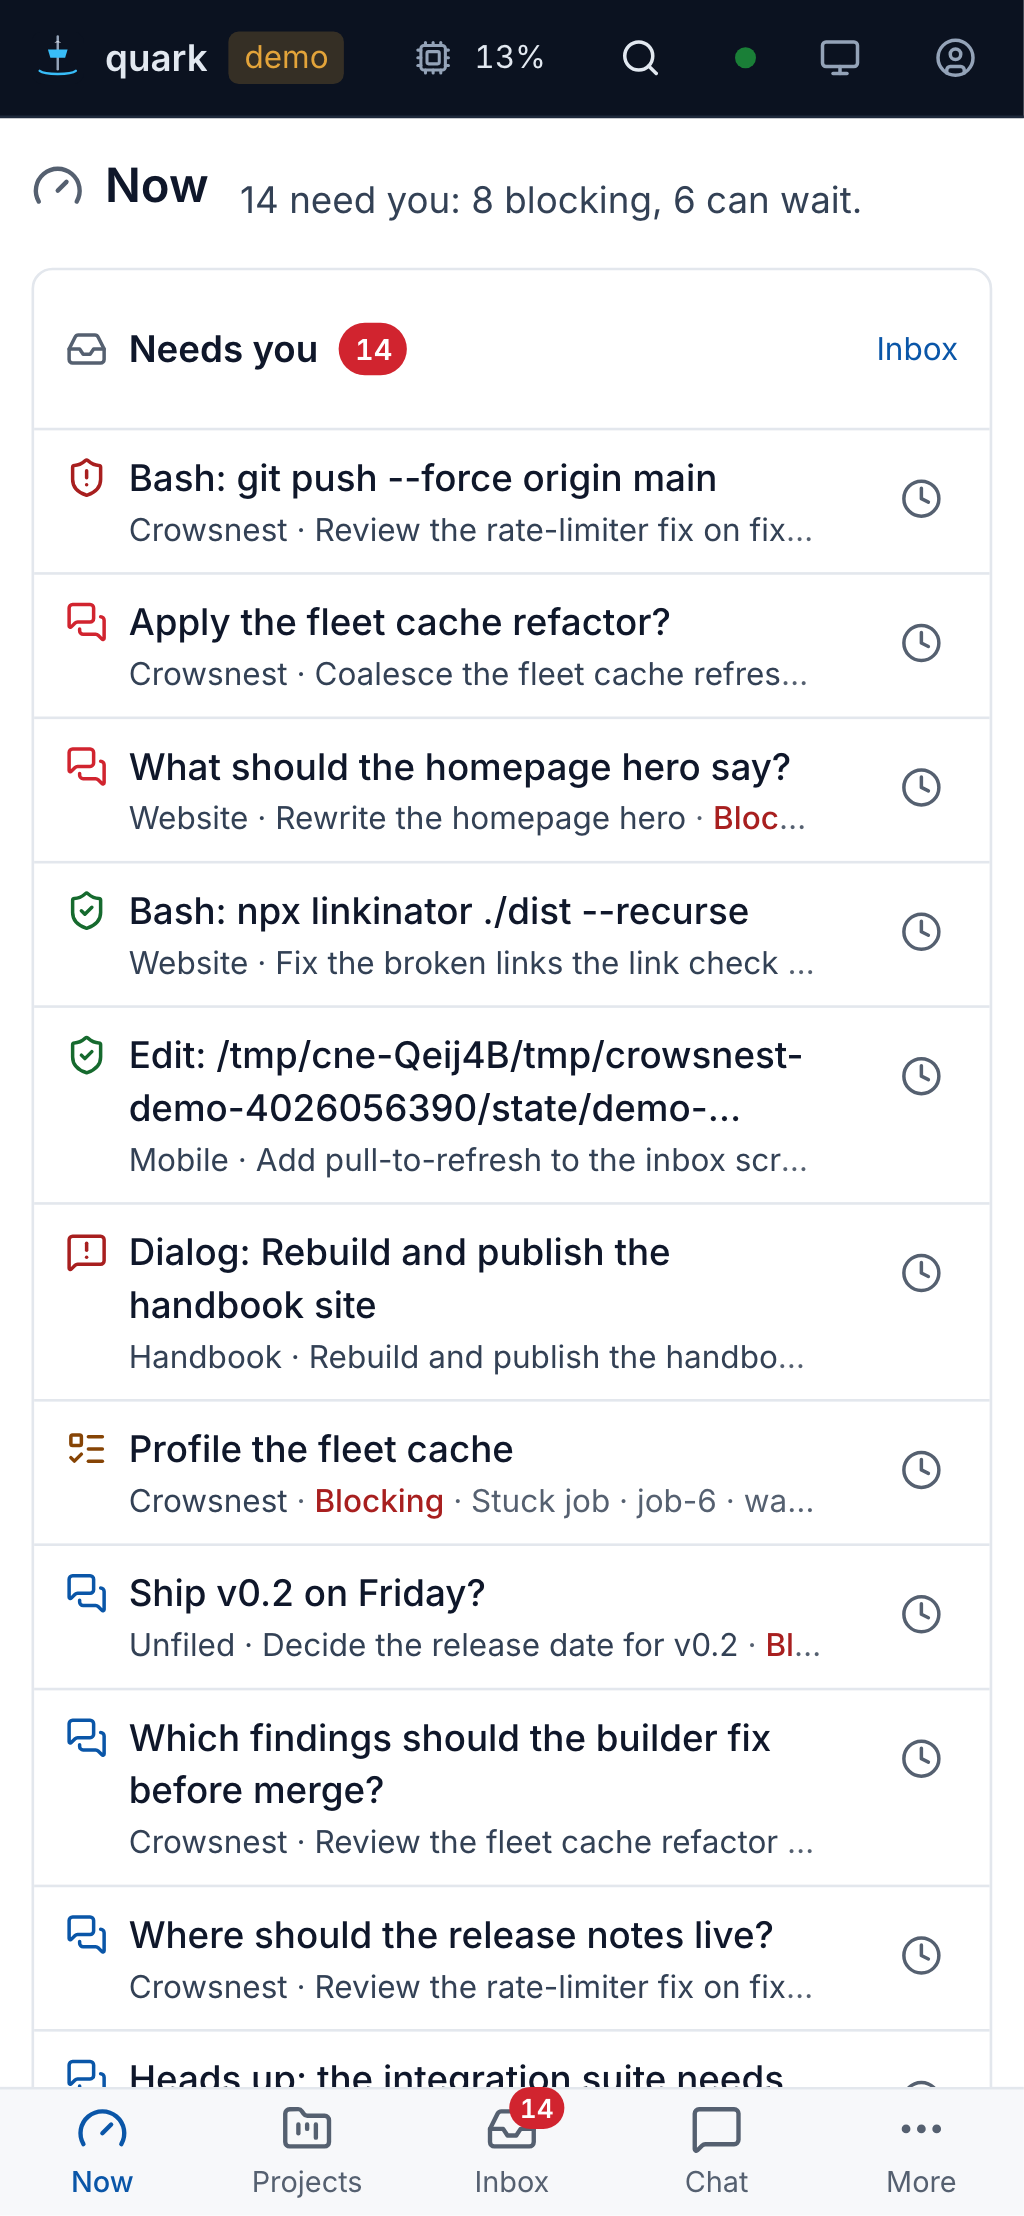 quark demo 13%
Now 14 need you: 8 blocking, 6 can wait.
Needs you 14 Inbox
Bash: git push --force origin main
Crowsnest · Review the rate-limiter fix on fix...
Apply the fleet cache refactor?
Crowsnest · Coalesce the fleet cache refres...
What should the homepage hero say?
Website · Rewrite the homepage hero · Bloc...
Bash: npx linkinator ./dist --recurse
Website · Fix the broken links the link check ...
Edit: /tmp/cne-Qeij4B/tmp/crowsnest-
demo-4026056390/state/demo-...
Mobile · Add pull-to-refresh to the inbox scr...
Dialog: Rebuild and publish the
handbook site
Handbook · Rebuild and publish the handbo...
Profile the fleet cache
Crowsnest · Blocking · Stuck job · job-6 · wa...
Ship v0.2 on Friday?
Unfiled · Decide the release date for v0.2 · Bl...
Which findings should the builder fix
before merge?
Crowsnest · Review the fleet cache refactor ...
Where should the release notes live?
Crowsnest · Review the rate-limiter fix on fix...
Heads up: the integration suite needs
14
Now Projects Inbox Chat More